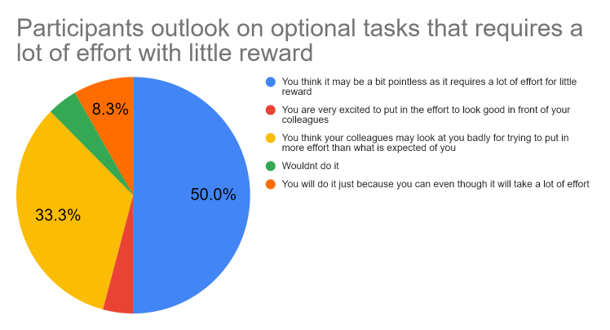 Participants outlook on optional tasks that requires a
lot of effort with little reward
You think it may be a bit pointless as it requires a lot of effort for little
reward
You are very excited to put in the effort to look good in front of your
colleagues
You think your colleagues may look at you badly for trying to put in
more effort than what is expected of you
Wouldnt do it
You will do it just because you can even though it will take a lot of effort
8.3%
50.0%
33.3%